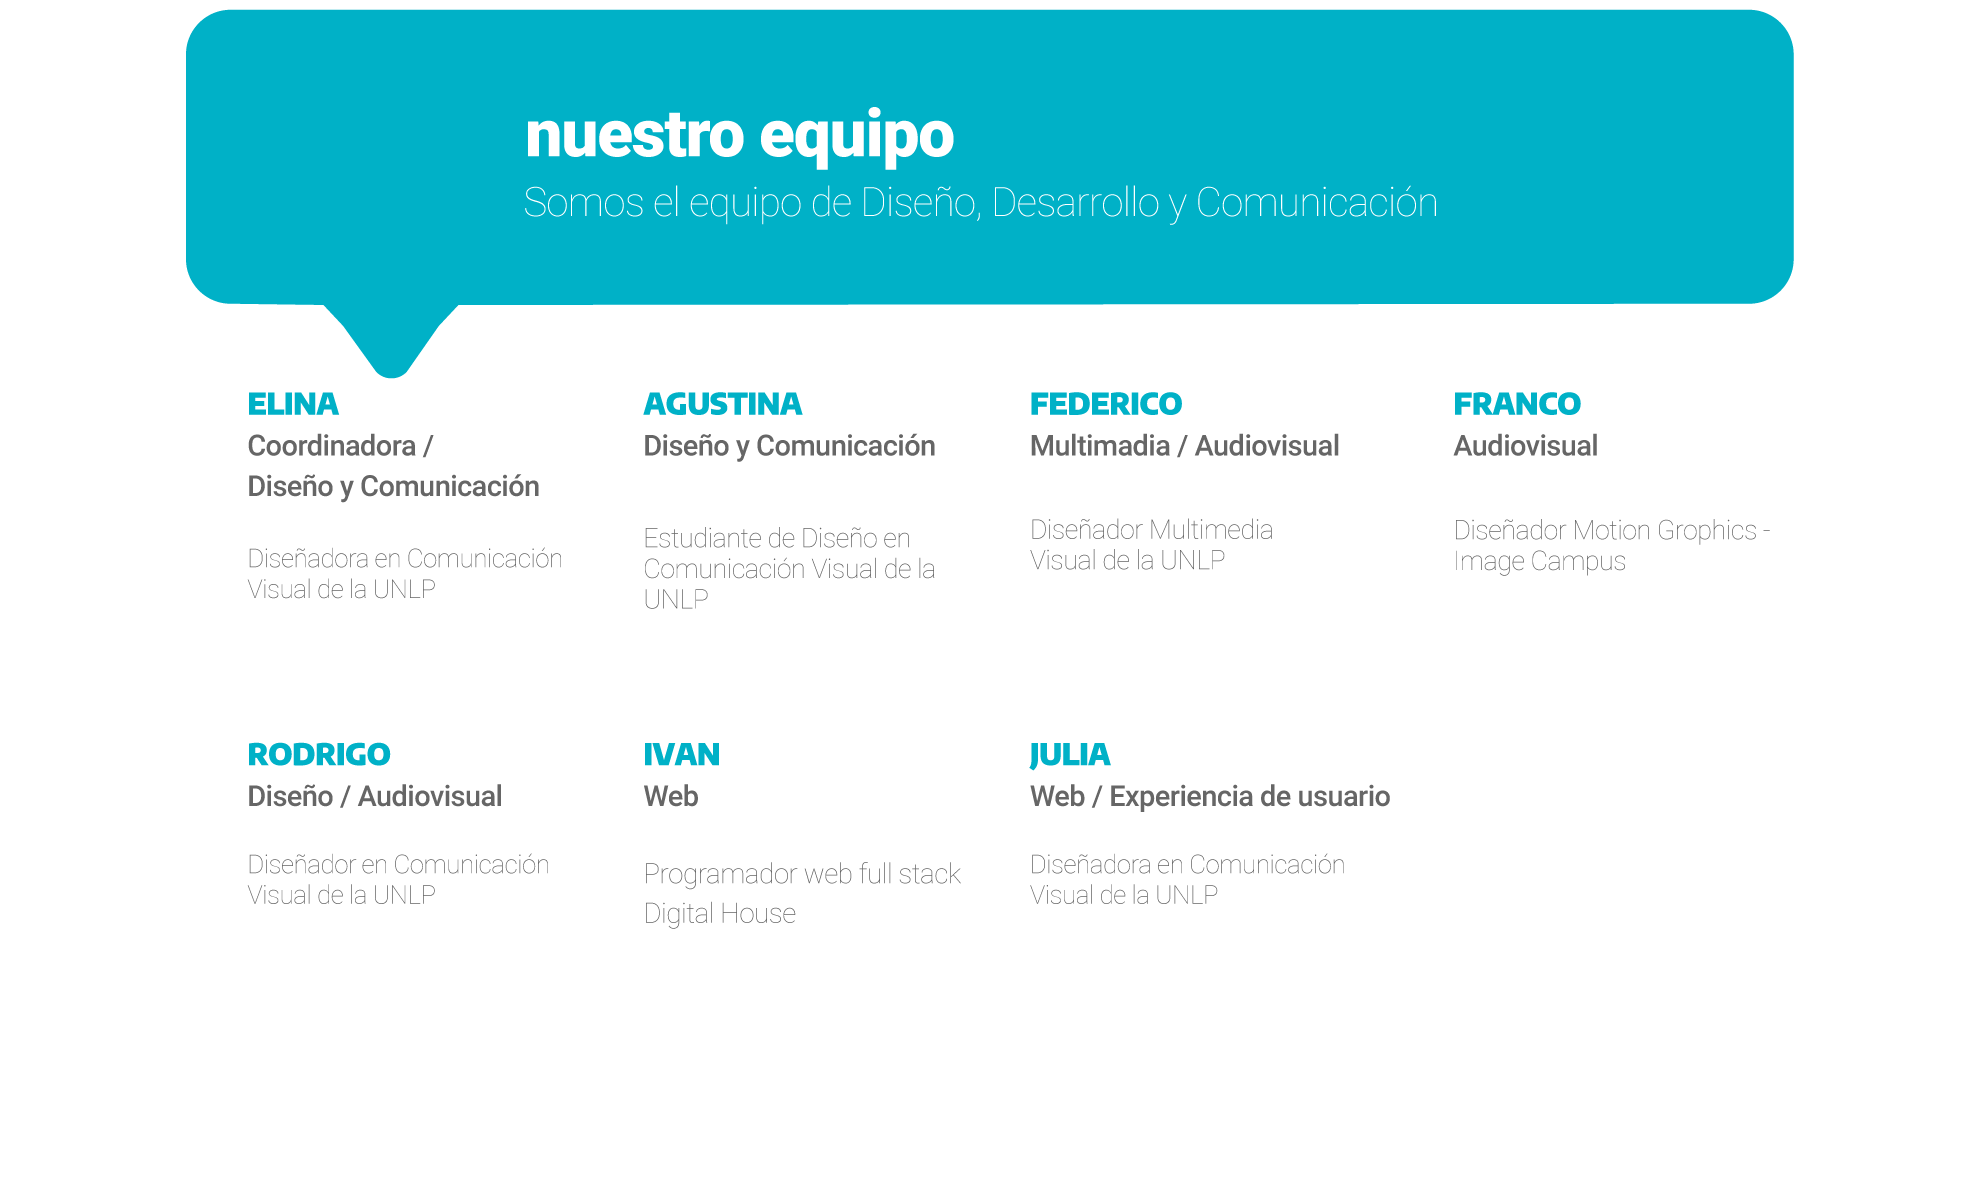 nuestro equipo
Somos el equipo de Diseño, Desarrollo y Comunicación
ELINA
Coordinadora /
Diseño y Comunicación
Diseñadora en Comunicación
Visual de la UNLP
AGUSTINA
Diseño y Comunicación
Estudiante de Diseño en
Comunicación Visual de la
UNLP
FEDERICO
Multimadia / Audiovisual
Diseñador Multimedia
Visual de la UNLP
FRANCO
Audiovisual
Diseñador Motion Grophics -
Image Campus
RODRIGO
Diseño / Audiovisual
Diseñador en Comunicación
Visual de la UNLP
IVAN
Web
Programador web full stack
Digital House
JULIA
Web / Experiencia de usuario
Diseñadora en Comunicación
Visual de la UNLP